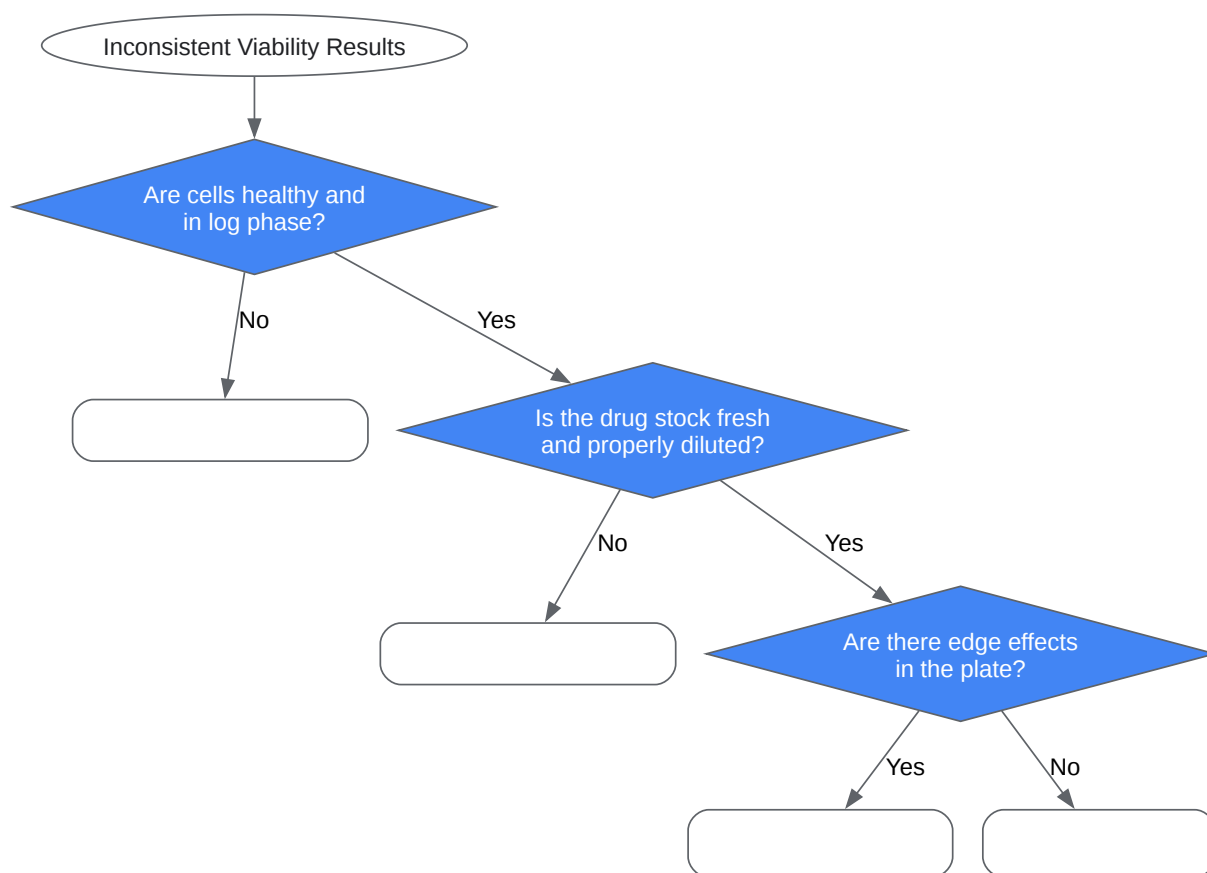 Inconsistent Viability Results
Are cells healthy and
in log phase?
No
Yes
Is the drug stock fresh
and properly diluted?
No
Yes
Are there edge effects
in the plate?
Yes
No